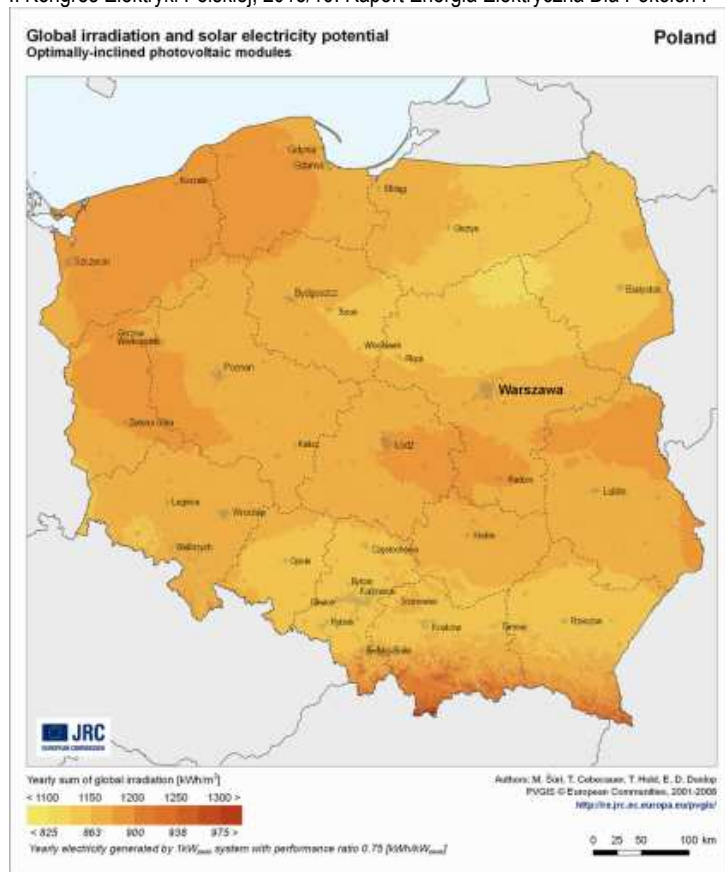 II Kongres Elektryki Polskiej, 2015/16. Raport Energia Elektryczna Dla Pokoleń".
Global irradiation and solar electricity potential
Optimally-inclined photovoltaic modules
Poland
Gdynia
Gdańsk
Koszalin
Elbląg
Olsztyn
Szczecin
Białystok
Bydgoszcz
Toruń
Gorzów
Wielkopolski
Włocławek
Płock
Poznań
Warszawa
Zielona Góra
Kalisz
Łódź
Radom
Lublin
Legnica
Wrocław
Wałbrzych
Kielce
Opole
Częstochowa
Bytom
Katowice
Gliwice
Sosnowiec
Rybnik
Kraków
Tarnów
Rzeszów
Bielsko-Biała
JRC
EUROPEAN COMMISSION
Yearly sum of global irradiation [kWh/m²]
< 1100 1150 1200 1250 1300 >
< 825 863 900 938 975 >
Yearly electricity generated by 1kWpeak system with performance ratio 0.75 [kWh/kWpeak]
Authors: M. Šúri, T. Cebecauer, T. Huld, E. D. Dunlop
PVGIS © European Communities, 2001-2008
http://re.jrc.ec.europa.eu/pvgis/
0 25 50 100 km